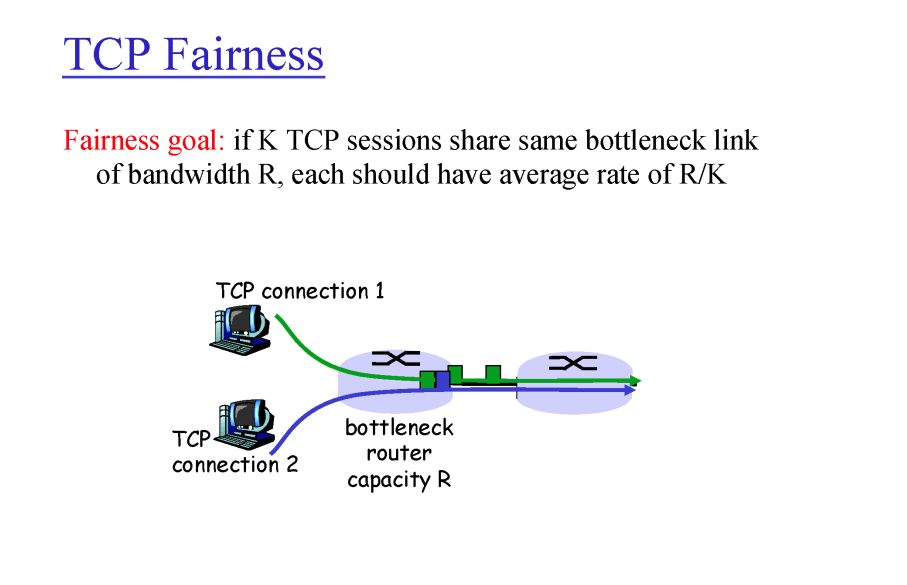 TCP Fairness
Fairness goal: if K TCP sessions share same bottleneck link
of bandwidth R, each should have average rate of R/K
TCP connection 1
TCP
connection 2
bottleneck
router
capacity R